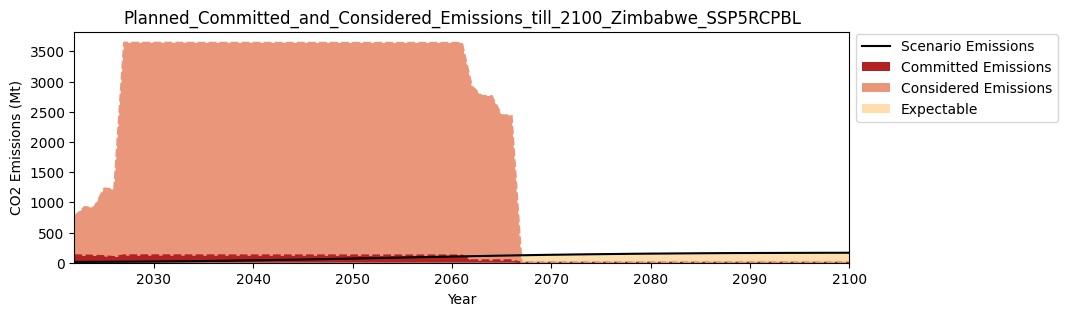 Planned_Committed_and_Considered_Emissions_till_2100_Zimbabwe_SSP5RCPBL
3500
3000
2500
2000
1500
1000
500
0
CO2 Emissions (Mt)
2030
2040
2050
2060
2070
2080
2090
2100
Year
Scenario Emissions
Committed Emissions
Considered Emissions
Expectable